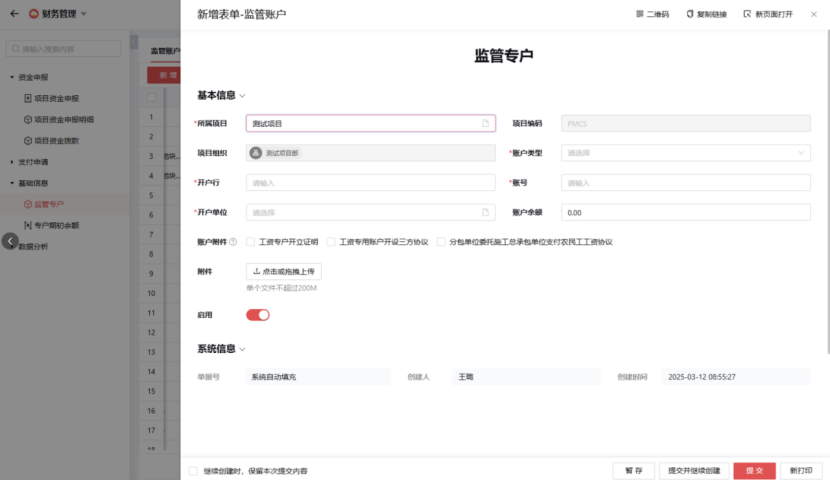 财务管理
新增表单-监管账户
二维码
复制链接
新页面打开
请输入搜索内容
资金申报
项目资金申报
项目资金申报明细
项目资金拨款
支付申请
基础信息
监管专户
专户期初余额
数据分析
监管账户
新 增
1
2
3
4
5
6
7
8
9
10
11
12
13
14
15
16
17
18
监管专户
基本信息
*所属项目
测试项目
项目编码
PMCS
项目组织
测试项目部
*账户类型
请选择
*开户行
请输入
*账号
请输入
*开户单位
请选择
账户余额
0.00
账户附件
工资专户开立证明
工资专用账户开设三方协议
分包单位委托施工总承包单位支付农民工工资协议
附件
点击或拖拽上传
单个文件不超过200M
启用
系统信息
单据号
系统自动填充
创建人
王璐
创建时间
2025-03-12 08:55:27
继续创建时，保留本次提交内容
暂 存
提交并继续创建
提 交
新打印